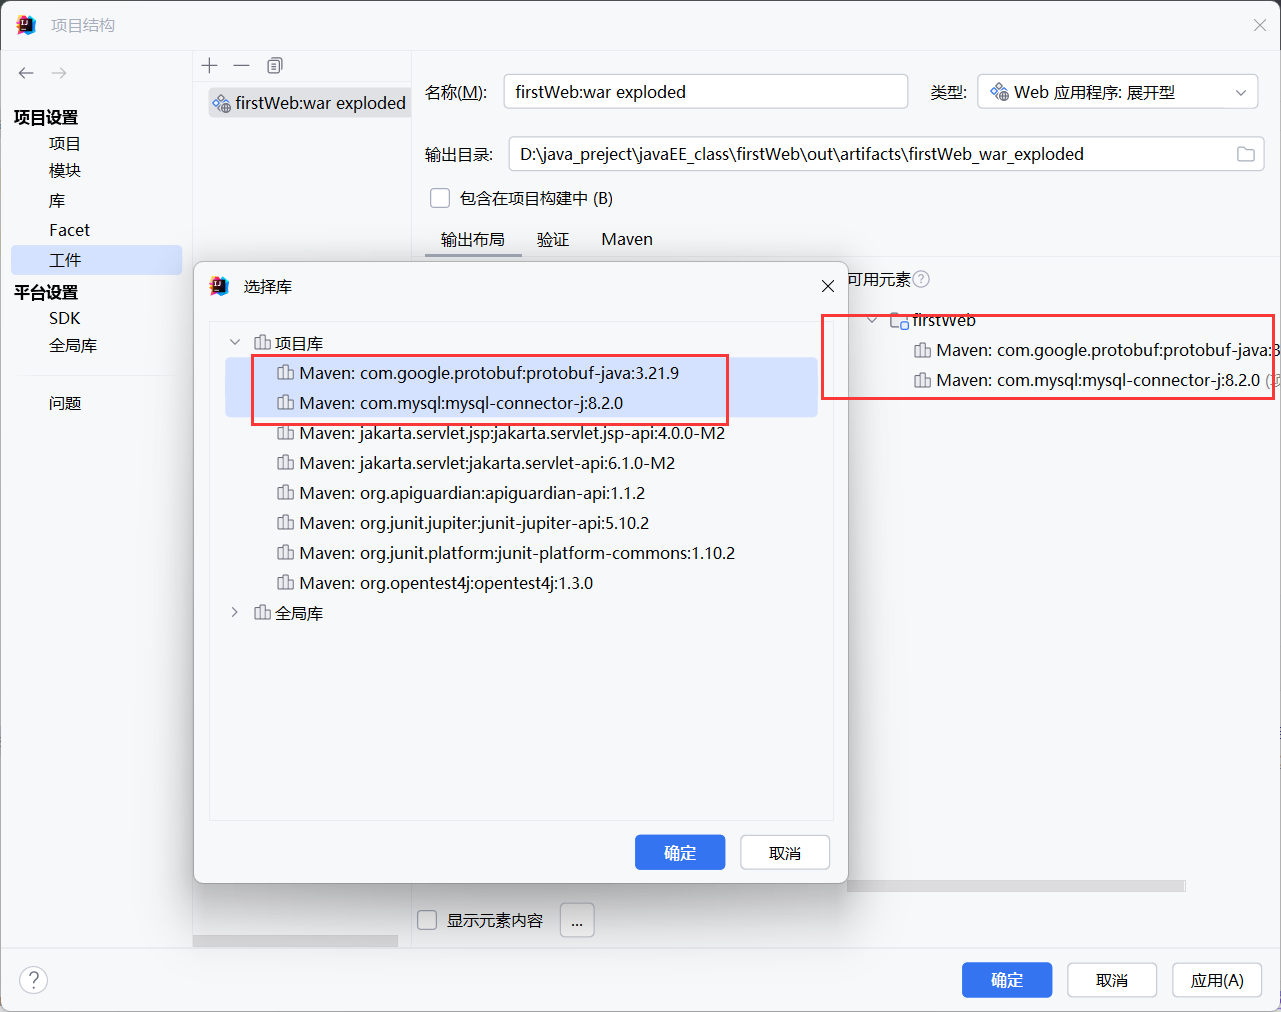 项目结构
项目设置
项目
模块
库
Facet
工件
平台设置
SDK
全局库
问题
firstWeb:war exploded
名称(M):
firstWeb:war exploded
类型:
Web 应用程序: 展开型
输出目录:
D:\java_preject\javaEE_class\firstWeb\out\artifacts\firstWeb_war_exploded
包含在项目构建中 (B)
输出布局
验证
Maven
可用元素
?
firstWeb
Maven: com.google.protobuf:protobuf-java:3
Maven: com.mysql:mysql-connector-j:8.2.0
选择库
项目库
Maven: com.google.protobuf:protobuf-java:3.21.9
Maven: com.mysql:mysql-connector-j:8.2.0
Maven: jakarta.servlet.jsp:jakarta.servlet.jsp-api:4.0.0-M2
Maven: jakarta.servlet:jakarta.servlet-api:6.1.0-M2
Maven: org.apiguardian:apiguardian-api:1.1.2
Maven: org.junit.jupiter:junit-jupiter-api:5.10.2
Maven: org.junit.platform:junit-platform-commons:1.10.2
Maven: org.opentest4j:opentest4j:1.3.0
全局库
确定
取消
显示元素内容
...
?
确定
取消
应用(A)